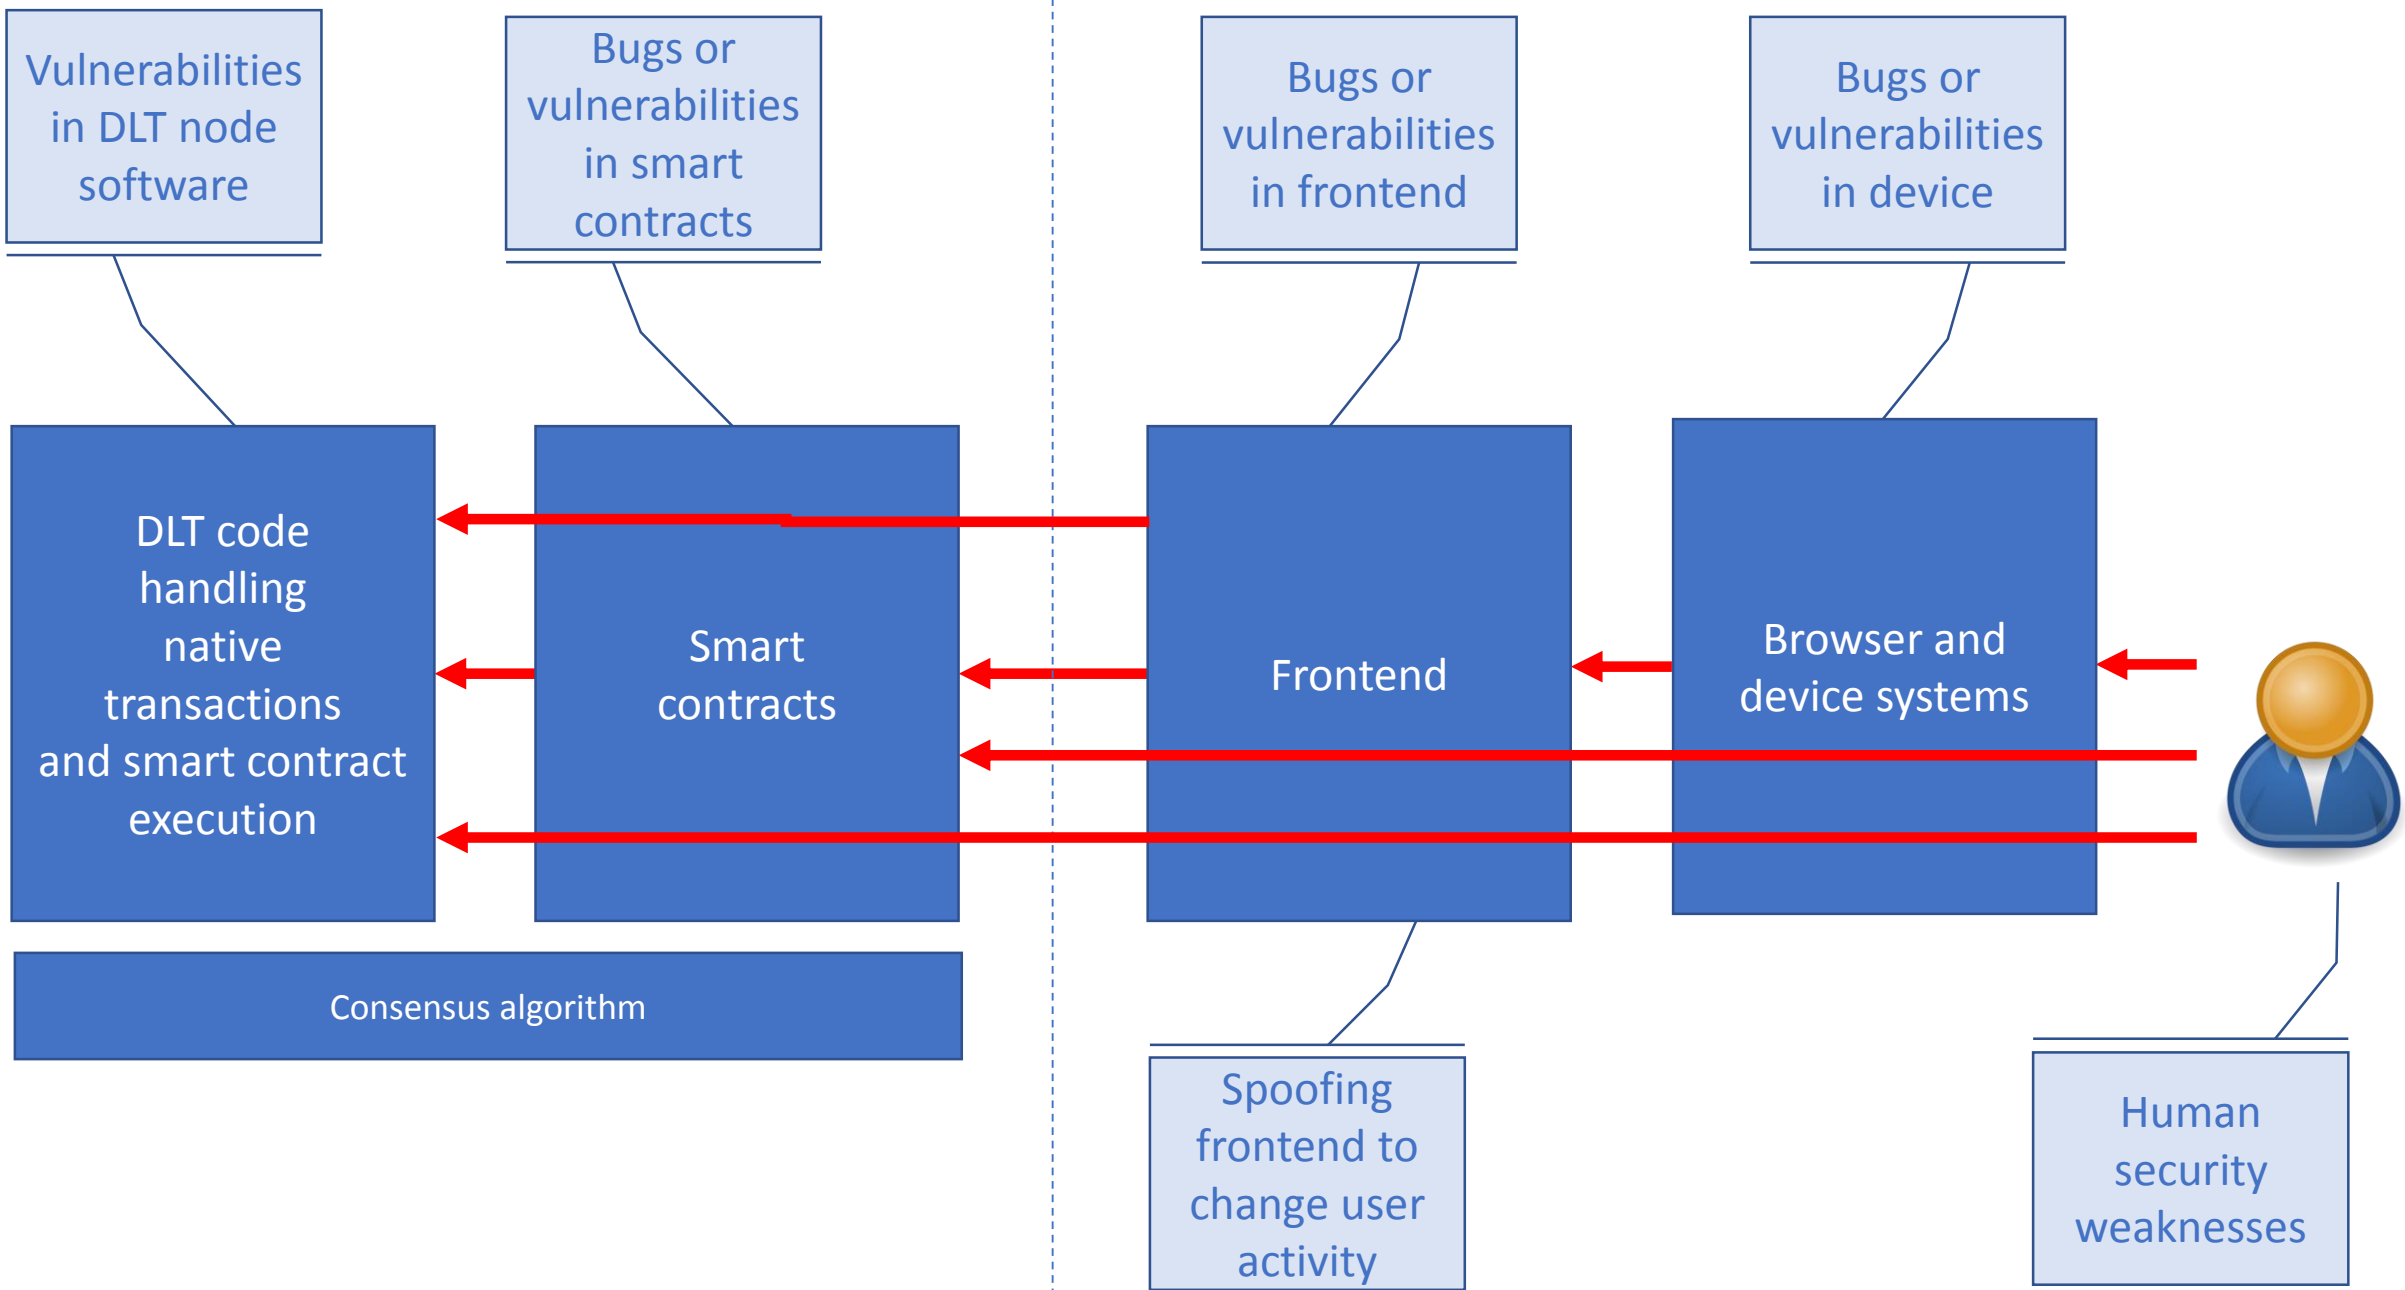 Vulnerabilities
in DLT node
software
Bugs or
vulnerabilities
in smart
contracts
Bugs or
vulnerabilities
in frontend
Bugs or
vulnerabilities
in device
DLT code
handling
native
transactions
and smart contract
execution
Smart
contracts
Frontend
Browser and
device systems
Consensus algorithm
Spoofing
frontend to
change user
activity
Human
security
weaknesses